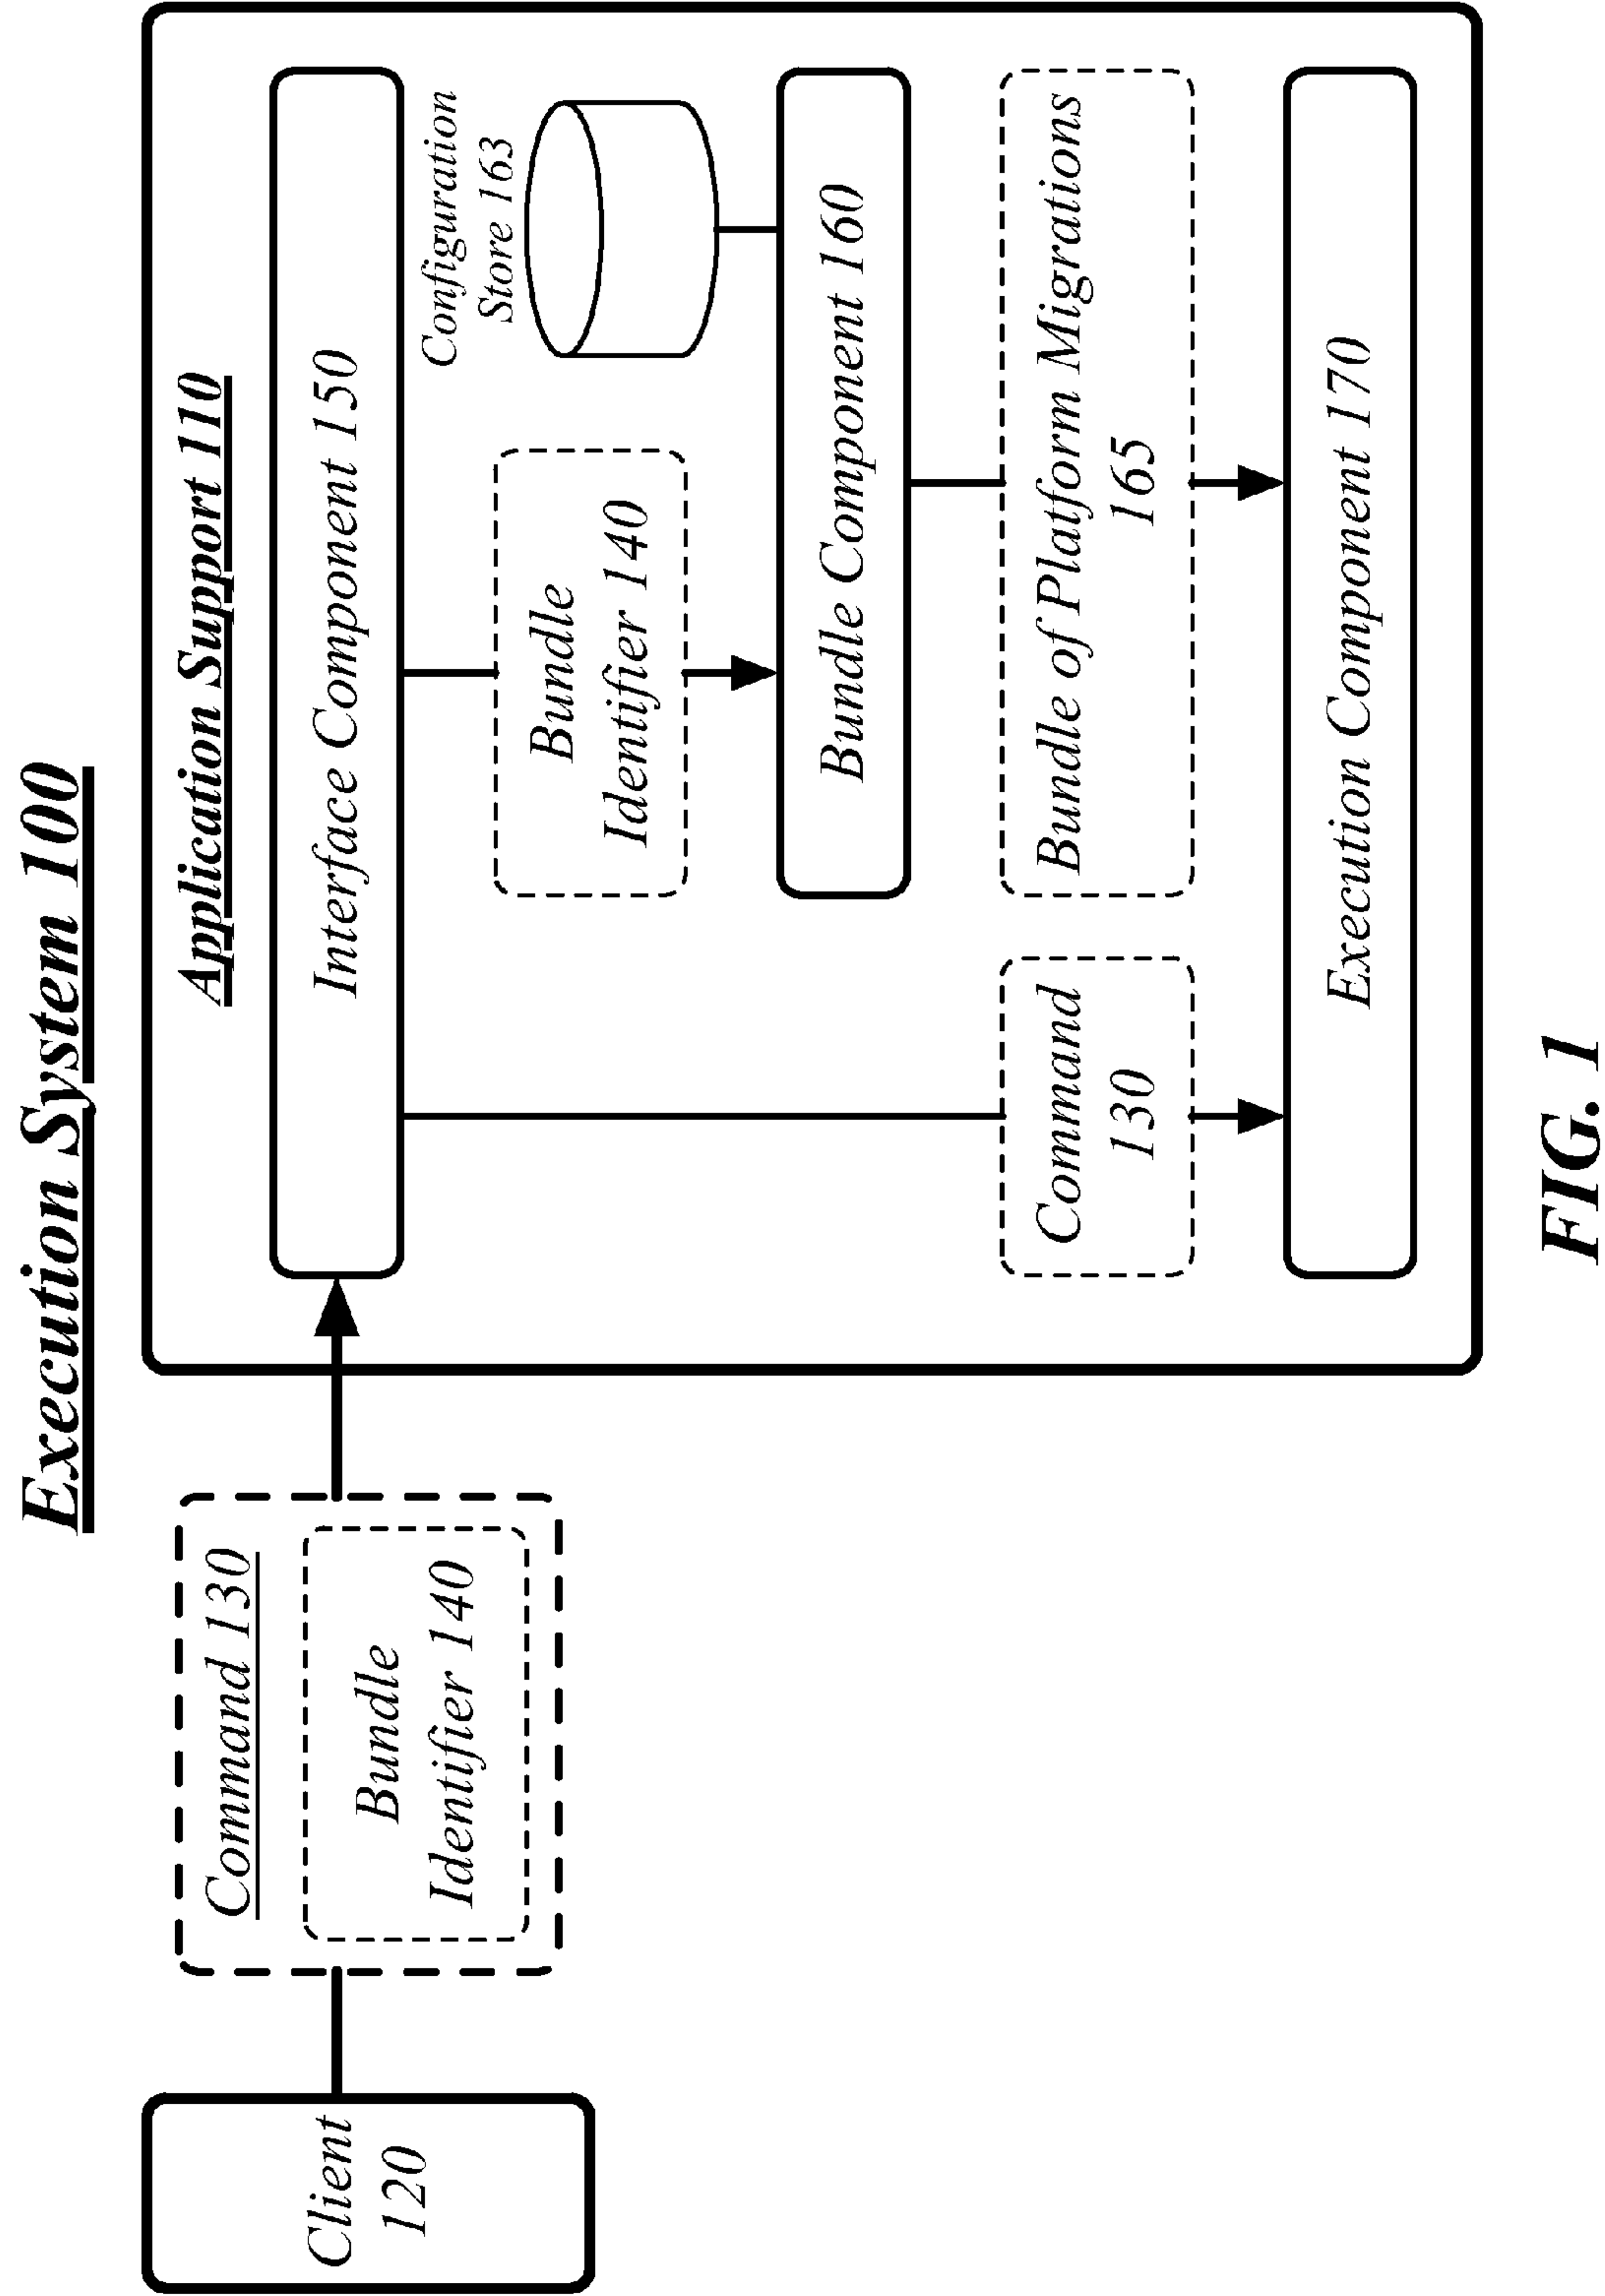 Execution System 100
Client
120
Command 130
Bundle
Identifier 140
Application Support 110
Interface Component 150
Configuration
Store 163
Bundle
Identifier 140
Bundle Component 160
Command
130
Bundle of Platform Migrations
165
Execution Component 170
FIG. 1